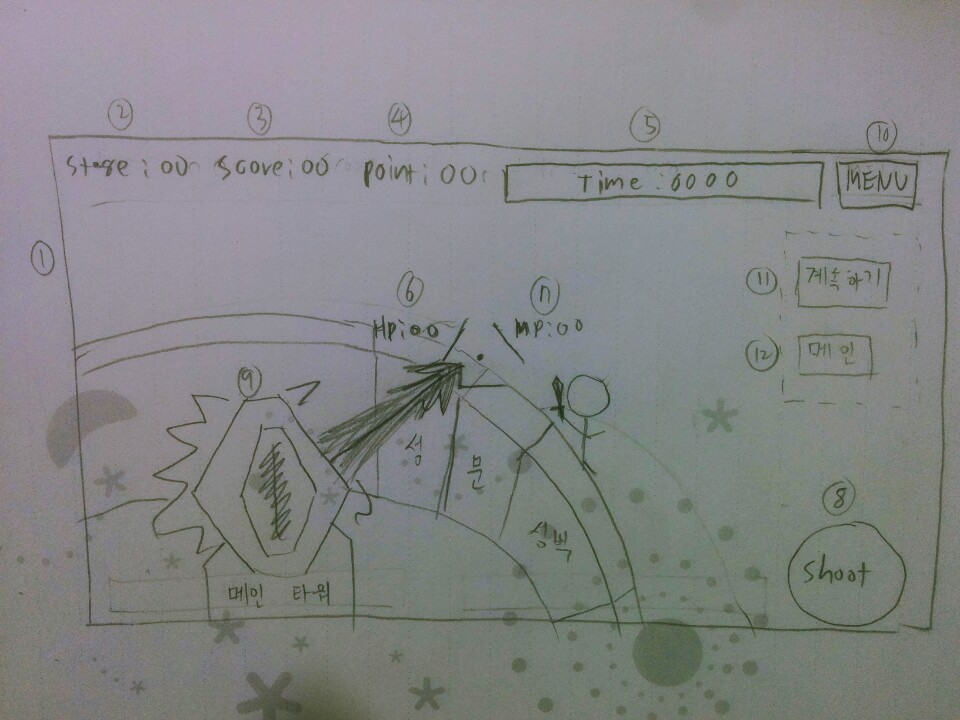 ② ③ ④ ⑤ ⑩
Stage : 00 Score : 00 Point : 00 Time : 0000 MENU
①
⑪ 계속하기
⑥ ⑦
HP : 00 MP : 00
⑫ 메인
⑨
성 문
성벽
⑧
Shoot
메인 타워